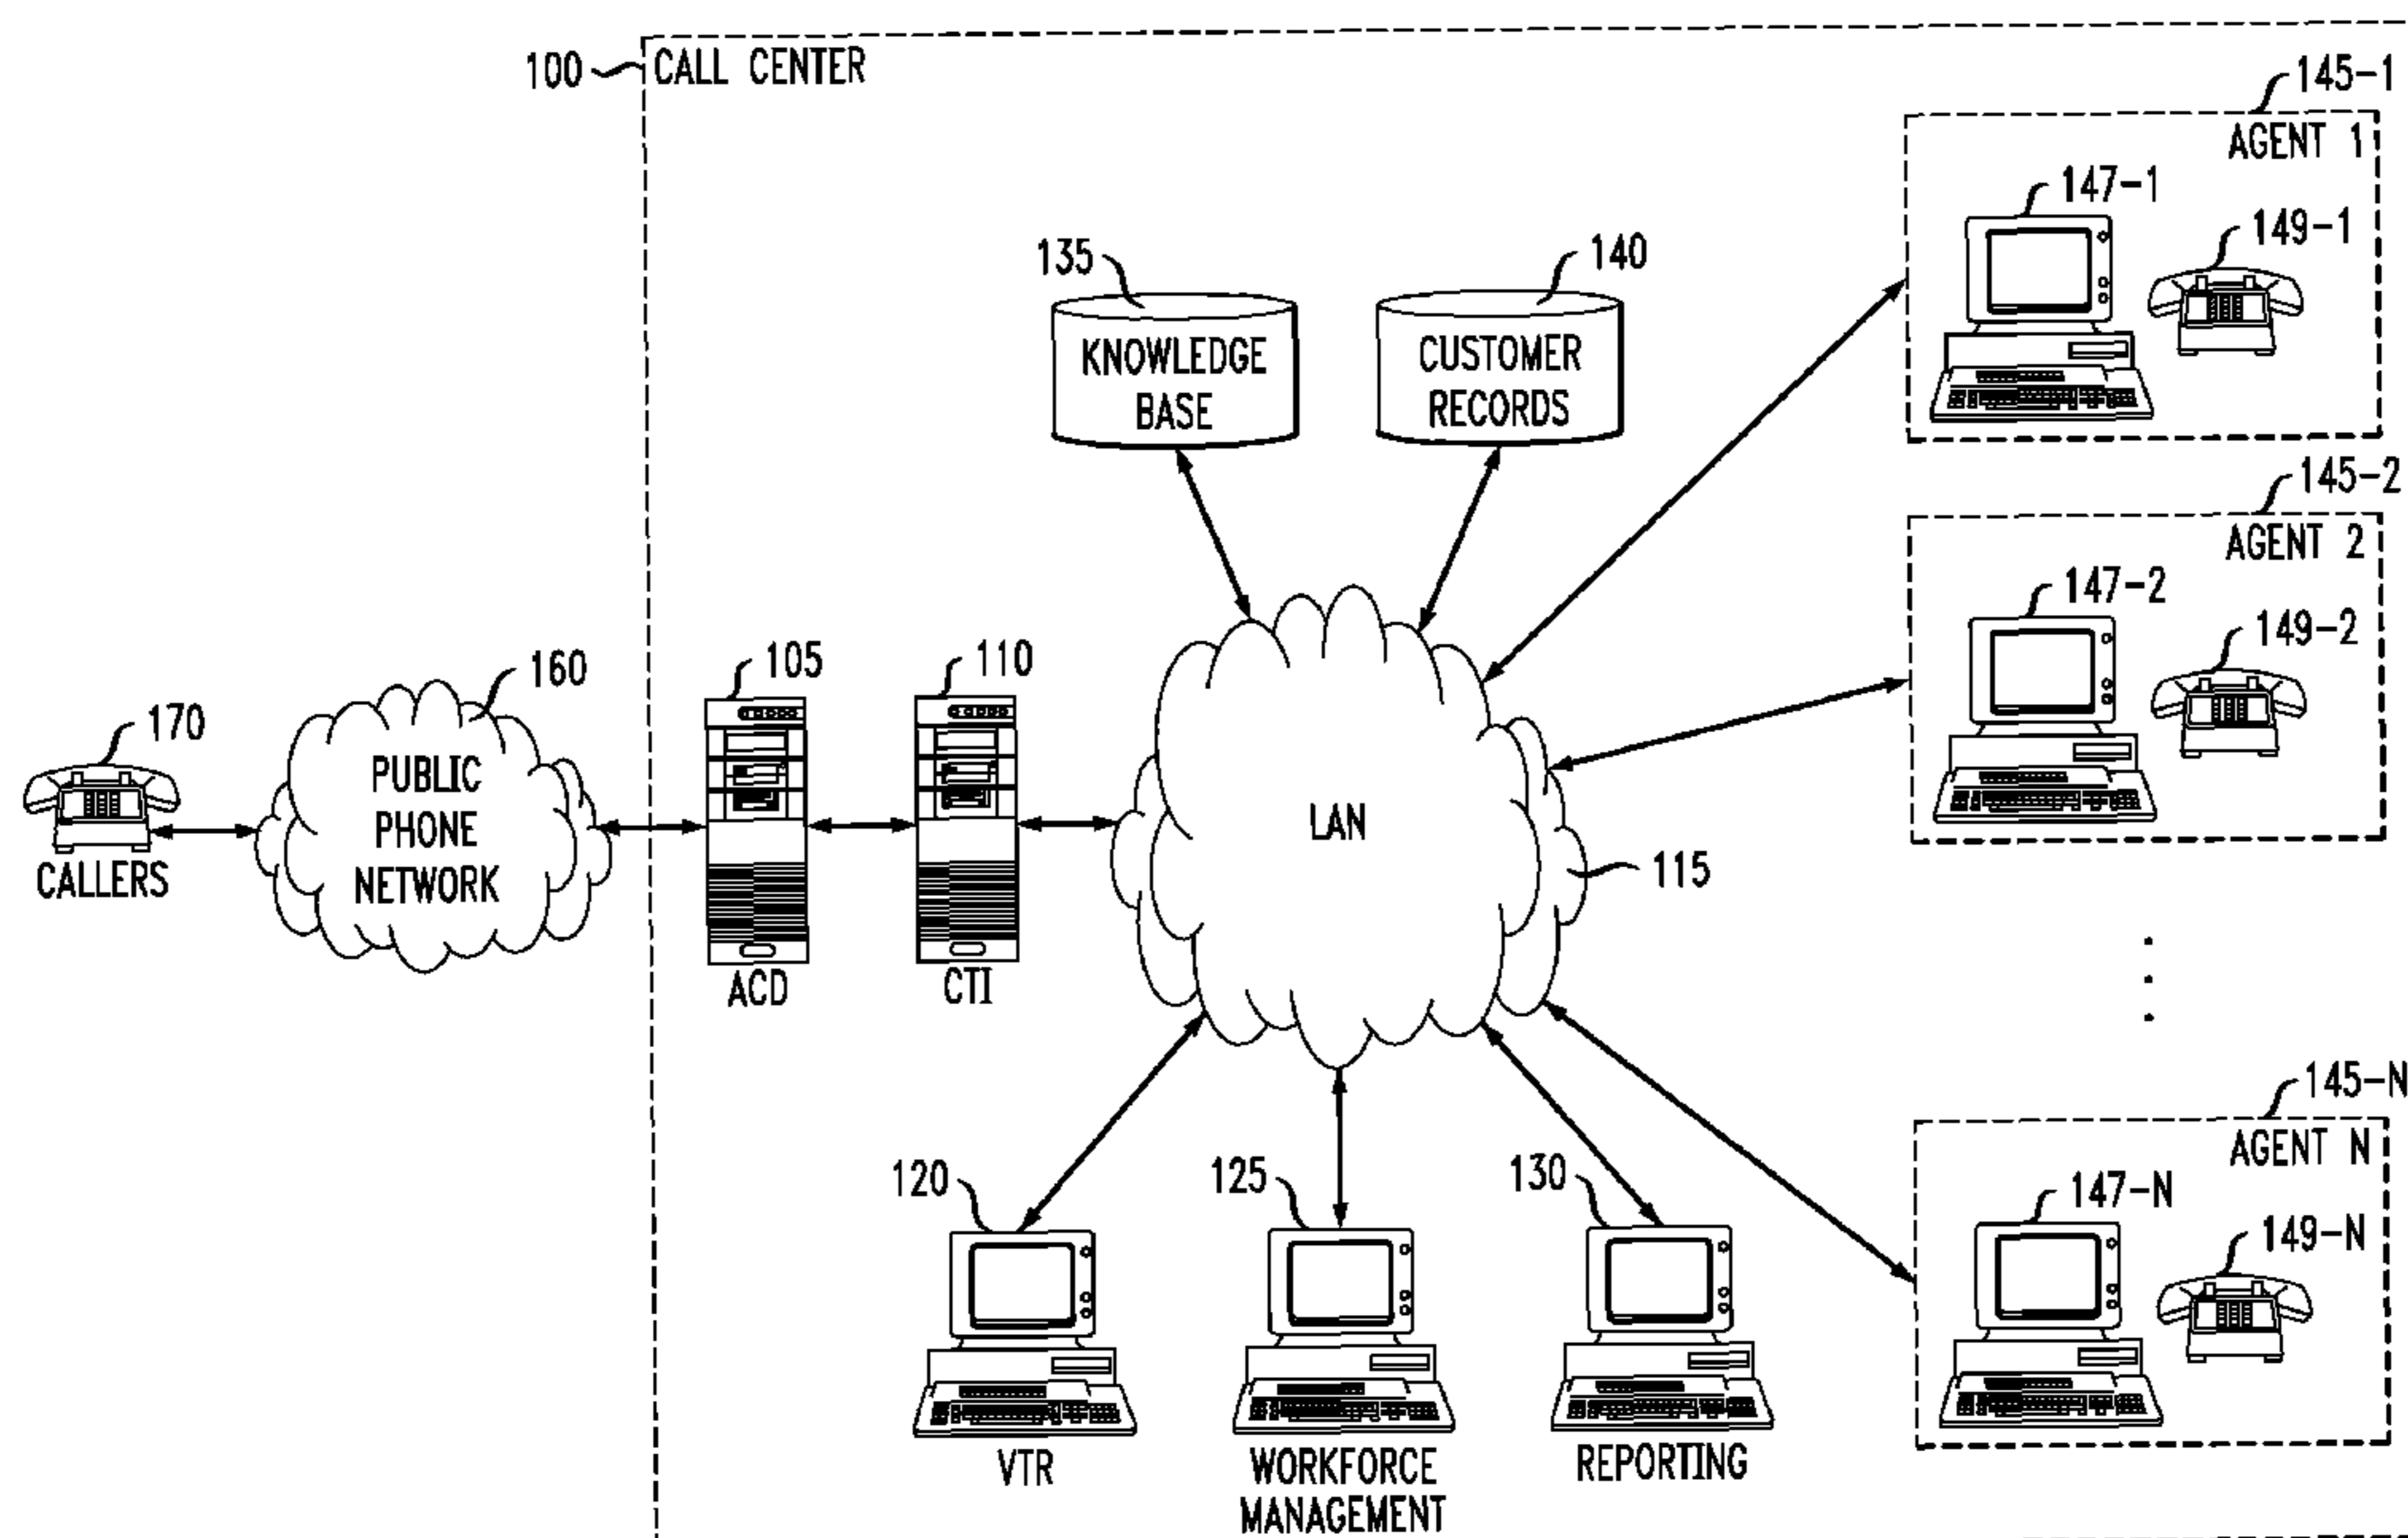 100
CALL CENTER
145-1
AGENT 1
147-1
149-1
135
140
KNOWLEDGE
BASE
CUSTOMER
RECORDS
145-2
AGENT 2
147-2
149-2
170
CALLERS
160
PUBLIC
PHONE
NETWORK
105
ACD
110
CTI
LAN
115
120
VTR
125
WORKFORCE
MANAGEMENT
130
REPORTING
145-N
AGENT N
147-N
149-N